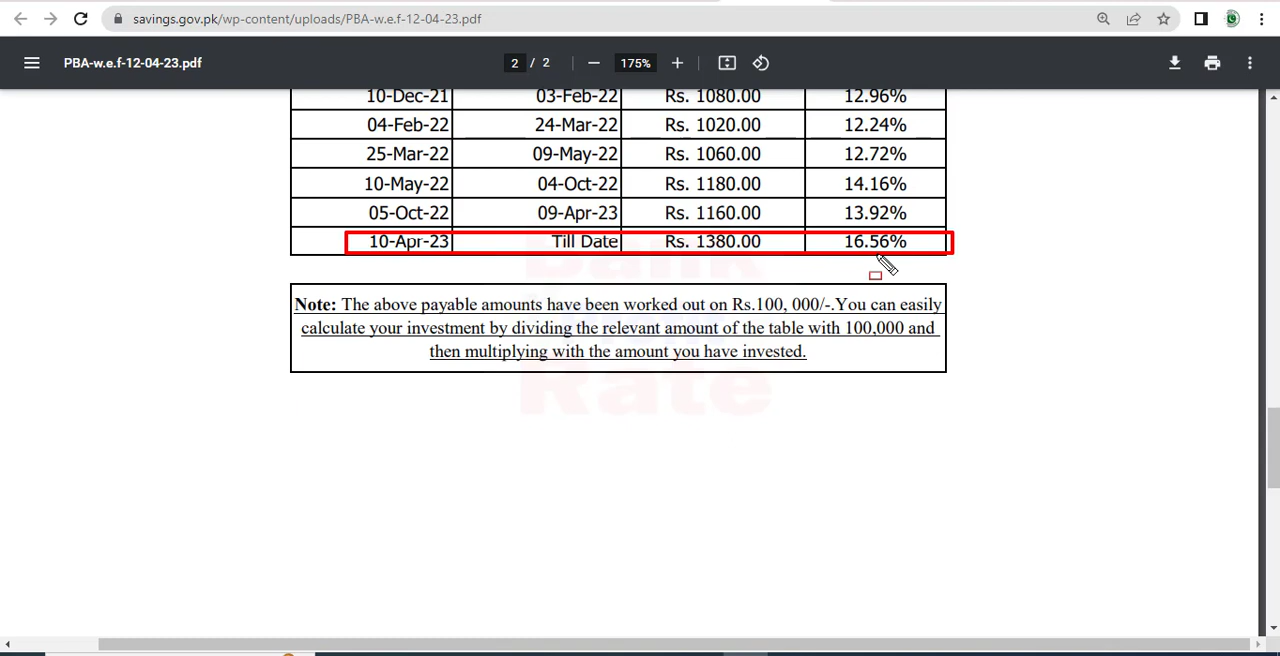 savings.gov.pk/wp-content/uploads/PBA-w.e.f-12-04-23.pdf
PBA-w.e.f-12-04-23.pdf 2 / 2 175%
10-Dec-21 03-Feb-22 Rs. 1080.00 12.96%
04-Feb-22 24-Mar-22 Rs. 1020.00 12.24%
25-Mar-22 09-May-22 Rs. 1060.00 12.72%
10-May-22 04-Oct-22 Rs. 1180.00 14.16%
05-Oct-22 09-Apr-23 Rs. 1160.00 13.92%
10-Apr-23 Till Date Rs. 1380.00 16.56%
Note: The above payable amounts have been worked out on Rs.100, 000/-.You can easily
calculate your investment by dividing the relevant amount of the table with 100,000 and
then multiplying with the amount you have invested.
Bank
Rate